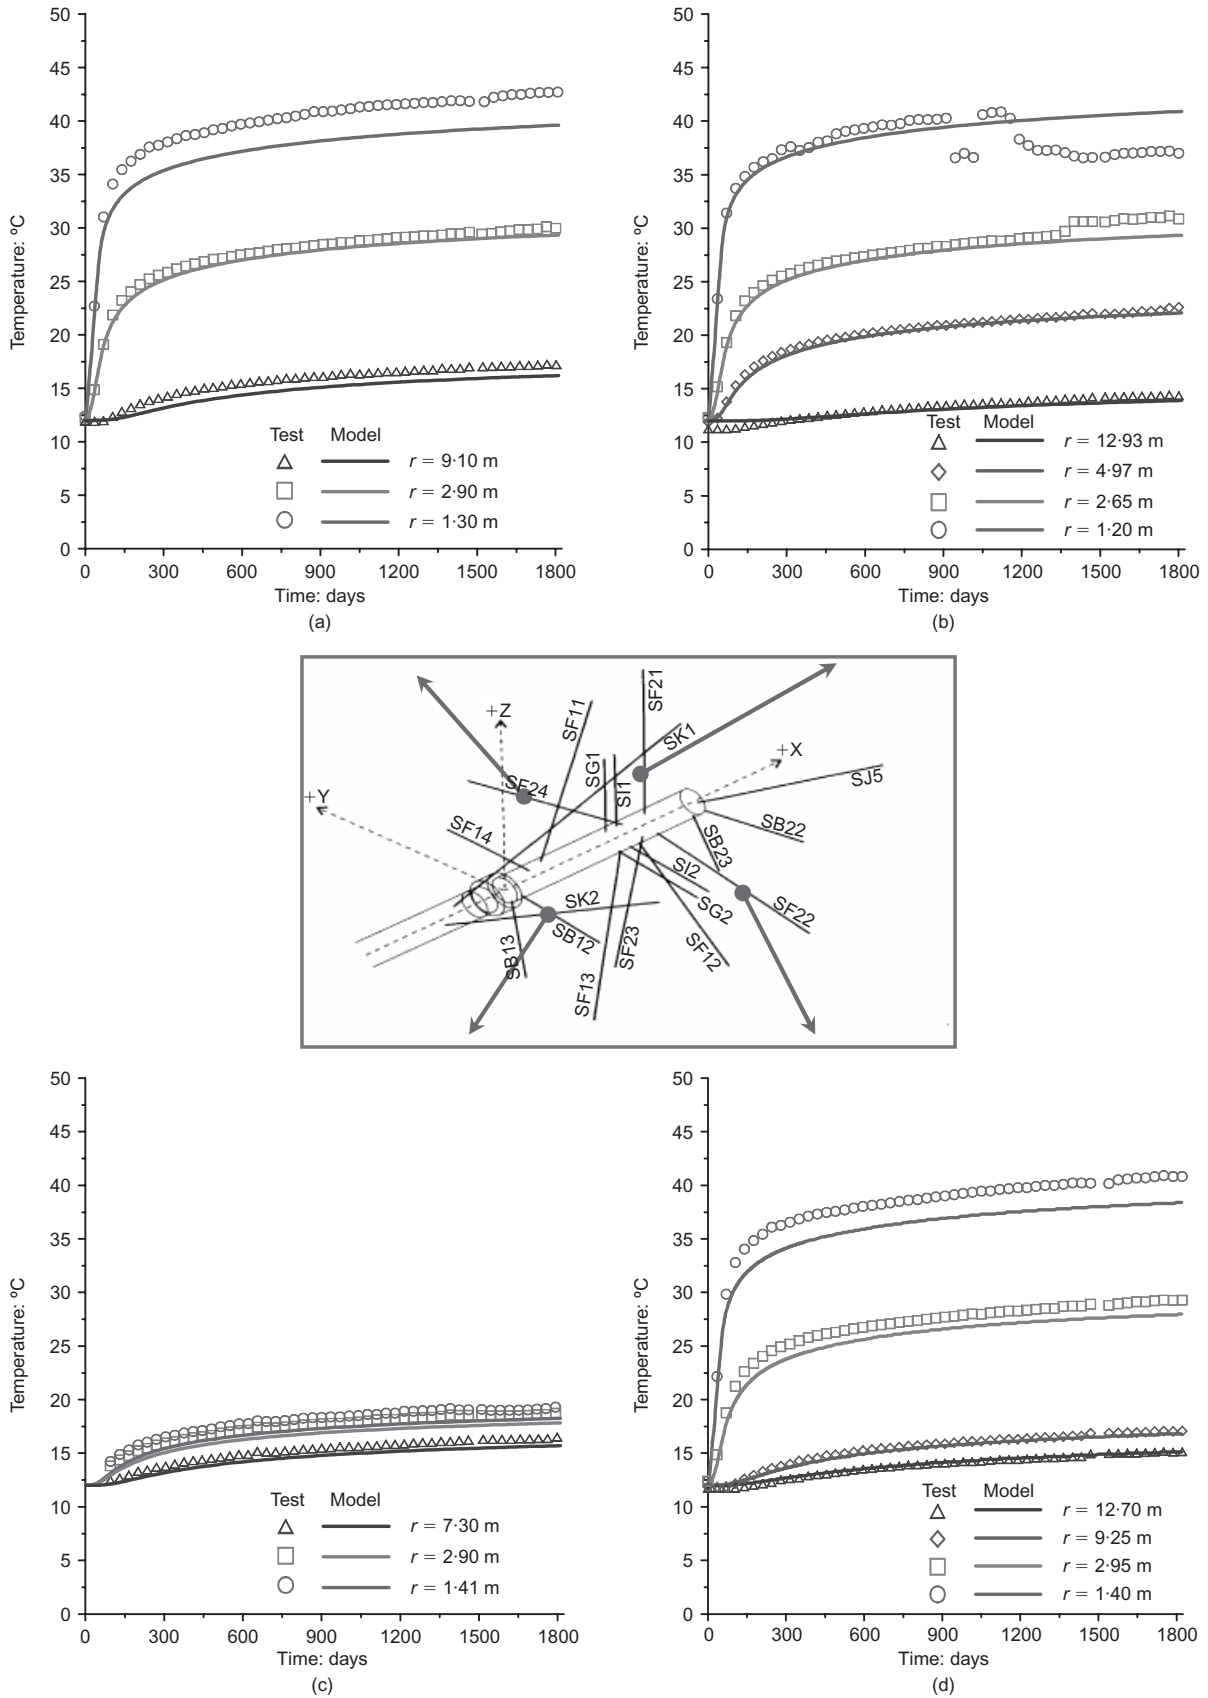 50
45
40
35
30
25
20
15
10
5
0
Temperature: ºC
0 300 600 900 1200 1500 1800
Time: days
(a)
Test Model
r = 9·10 m
r = 2·90 m
r = 1·30 m
50
45
40
35
30
25
20
15
10
5
0
Temperature: ºC
0 300 600 900 1200 1500 1800
Time: days
(b)
Test Model
r = 12·93 m
r = 4·97 m
r = 2·65 m
r = 1·20 m
+Z
+Y
+X
SF11
SF21
SK1
SG1
SI1
SF24
SF14
SJ5
SB22
SB23
SI2
SG2
SF22
SK2
SB12
SB13
SF13
SF23
SF12
50
45
40
35
30
25
20
15
10
5
0
Temperature: ºC
0 300 600 900 1200 1500 1800
Time: days
(c)
Test Model
r = 7·30 m
r = 2·90 m
r = 1·41 m
50
45
40
35
30
25
20
15
10
5
0
Temperature: ºC
0 300 600 900 1200 1500 1800
Time: days
(d)
Test Model
r = 12·70 m
r = 9·25 m
r = 2·95 m
r = 1·40 m